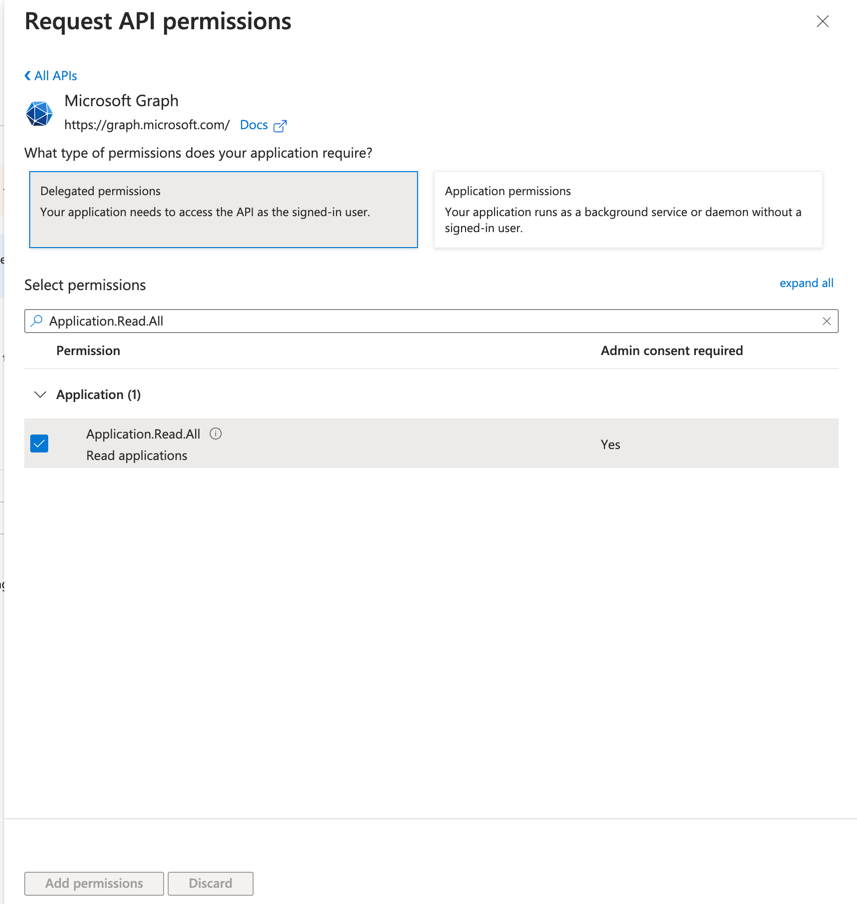 Request API permissions
All APIs
Microsoft Graph
https://graph.microsoft.com/ Docs
What type of permissions does your application require?
Delegated permissions
Your application needs to access the API as the signed-in user.
Application permissions
Your application runs as a background service or daemon without a
signed-in user.
Select permissions
expand all
Application.Read.All
Permission
Admin consent required
Application (1)
Application.Read.All
Read applications
Yes
Add permissions
Discard